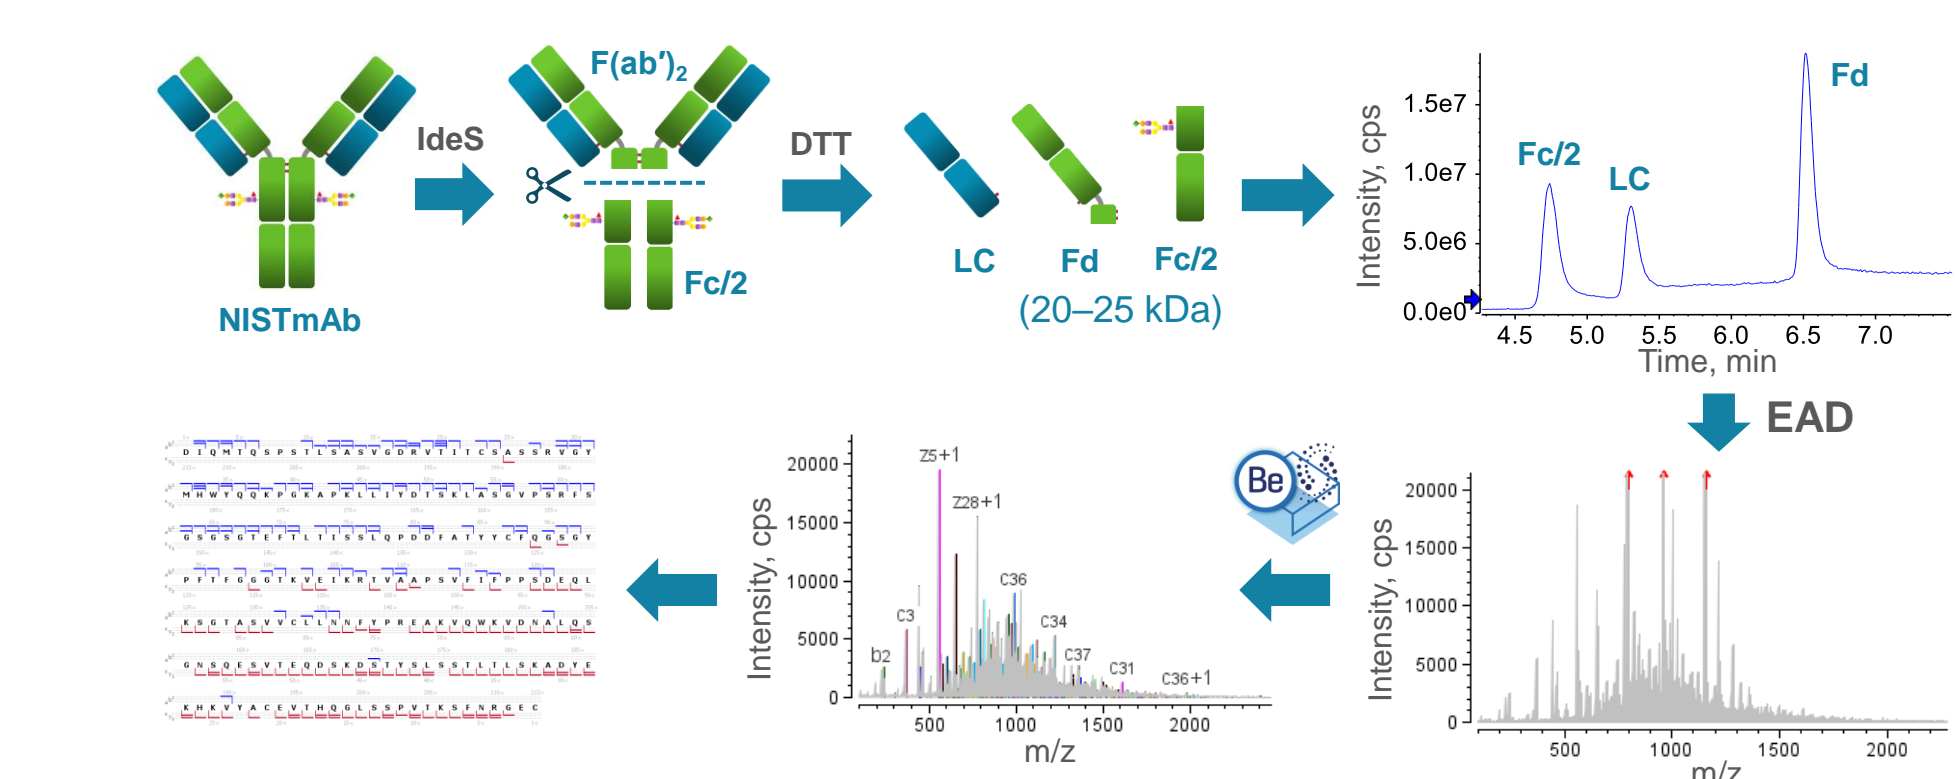 F(ab′)2
IdeS
DTT
NISTmAb
Fc/2
LC
Fd
Fc/2
(20–25 kDa)
Intensity, cps
1.5e7
1.0e7
5.0e6
0.0e0
Fc/2
LC
Fd
4.5 5.0 5.5 6.0 6.5 7.0
Time, min
EAD
D I Q M T Q S P S T L S A S V G D R V T I T C S A S S R V G Y
M H W Y Q Q K P G K A P K L L I Y D T S K L A S G V P S R F S
G S G S G T E F T L T I S S L Q P D D F A T Y Y C F Q G S G Y
P F T F G G G T K V E I K R T V A A P S V F I F P P S D E Q L
K S G T A S V V C L L N N F Y P R E A K V Q W K V D N A L Q S
G N S Q E S V T E Q D S K D S T Y S L S S T L T L S K A D Y E
K H K V Y A C E V T H Q G L S S P V T K S F N R G E C
Intensity, cps
20000
15000
10000
5000
0
b2
c3
z5+1
z28+1
c36
c34
c37
c31
c36+1
500 1000 1500 2000
m/z
Be
Intensity, cps
20000
15000
10000
5000
0
500 1000 1500 2000
m/z